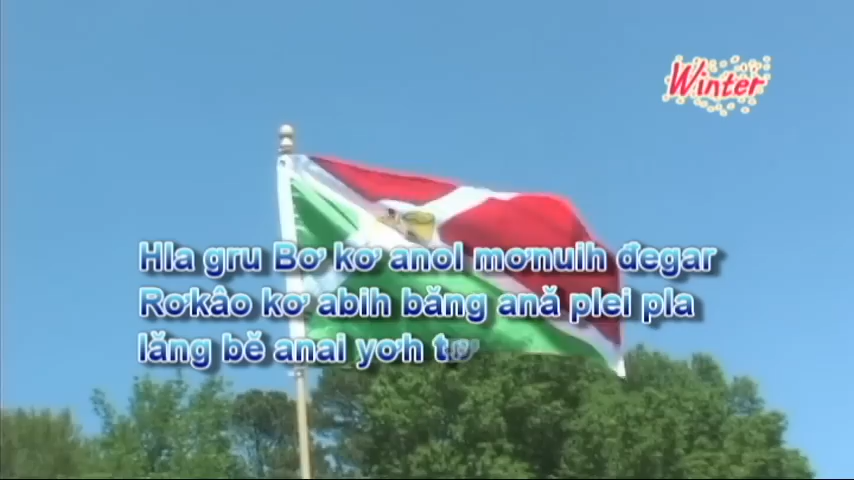 Winter
Hla gru Bơ kơ anol mơnuih đegar
Rơkâo kơ abih băng ană plei pla
lăng bĕ anai yơh